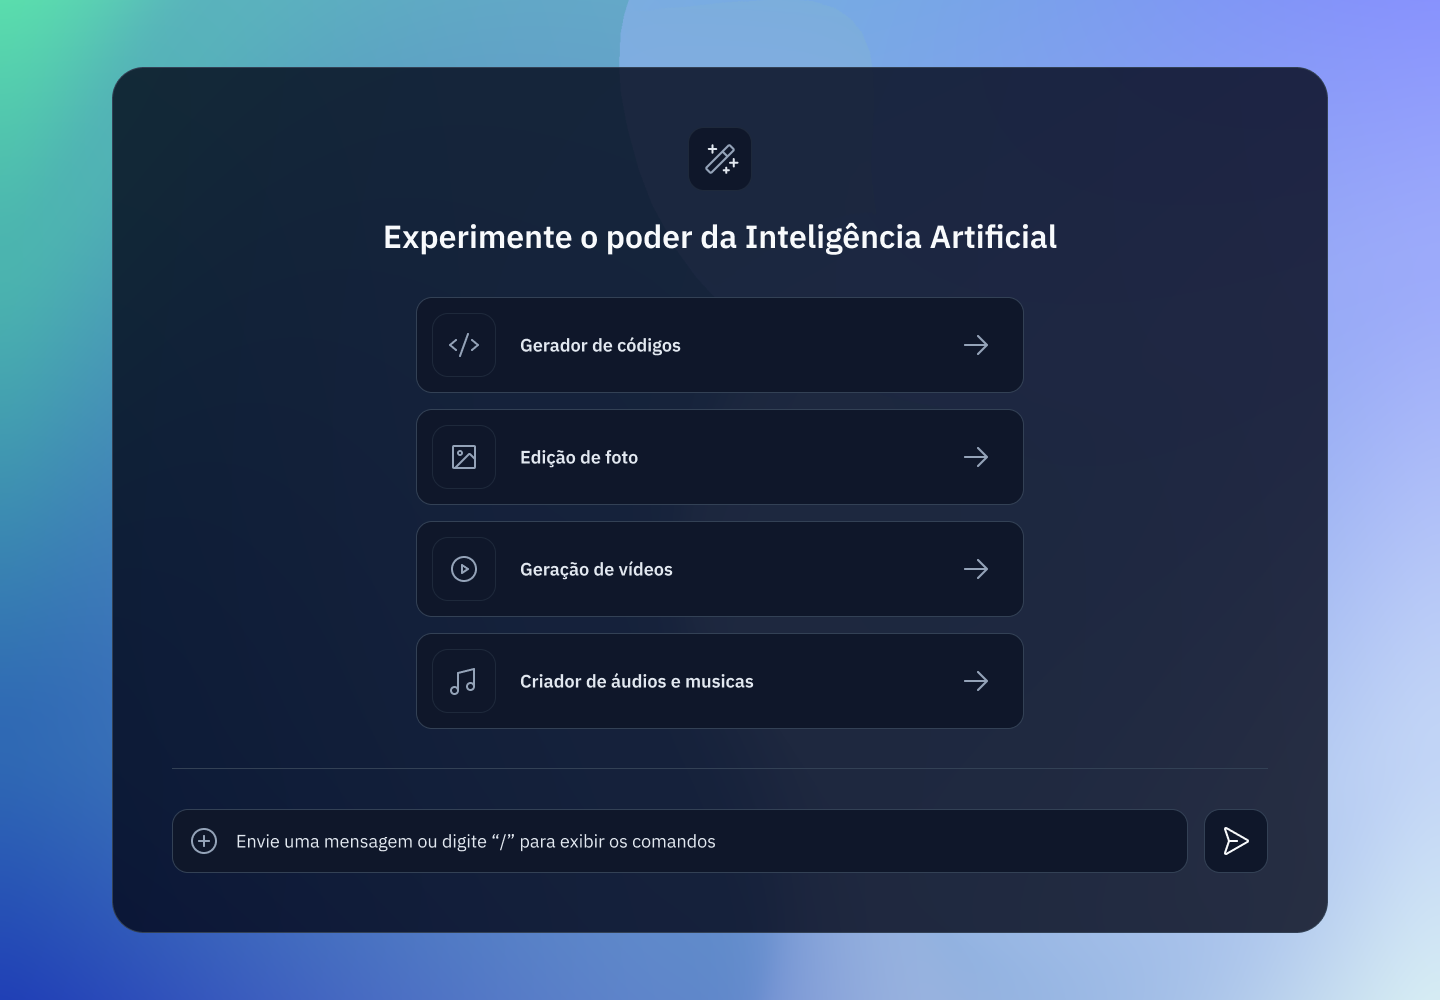 Experimente o poder da Inteligência Artificial
Gerador de códigos
Edição de foto
Geração de vídeos
Criador de áudios e musicas
Envie uma mensagem ou digite “/” para exibir os comandos